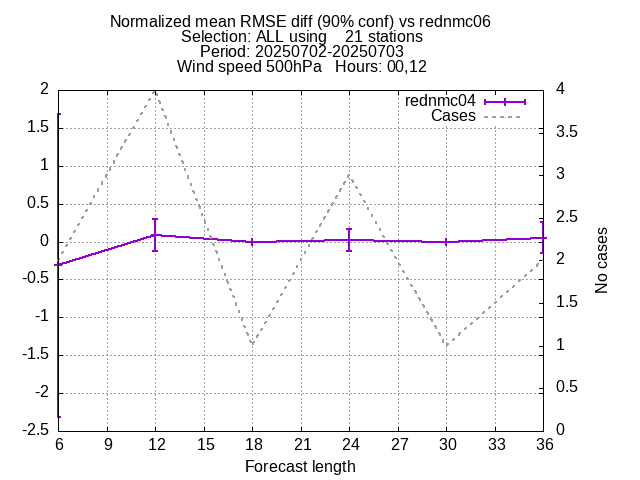 Normalized mean RMSE diff (90% conf) vs rednmc06
Selection: ALL using    21 stations
Period: 20250702-20250703
Wind speed 500hPa   Hours: 00,12
rednmc04
Cases
2
1.5
1
0.5
0
-0.5
-1
-1.5
-2
-2.5
4
3.5
3
2.5
2
1.5
1
0.5
0
No cases
6 9 12 15 18 21 24 27 30 33 36
Forecast length